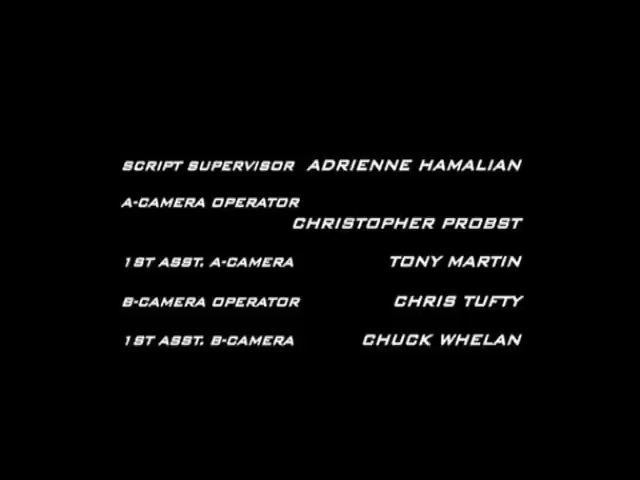 SCRIPT SUPERVISOR ADRIENNE HAMALIAN
A-CAMERA OPERATOR
CHRISTOPHER PROBST
1ST ASST. A-CAMERA TONY MARTIN
B-CAMERA OPERATOR CHRIS TUFTY
1ST ASST. B-CAMERA CHUCK WHELAN